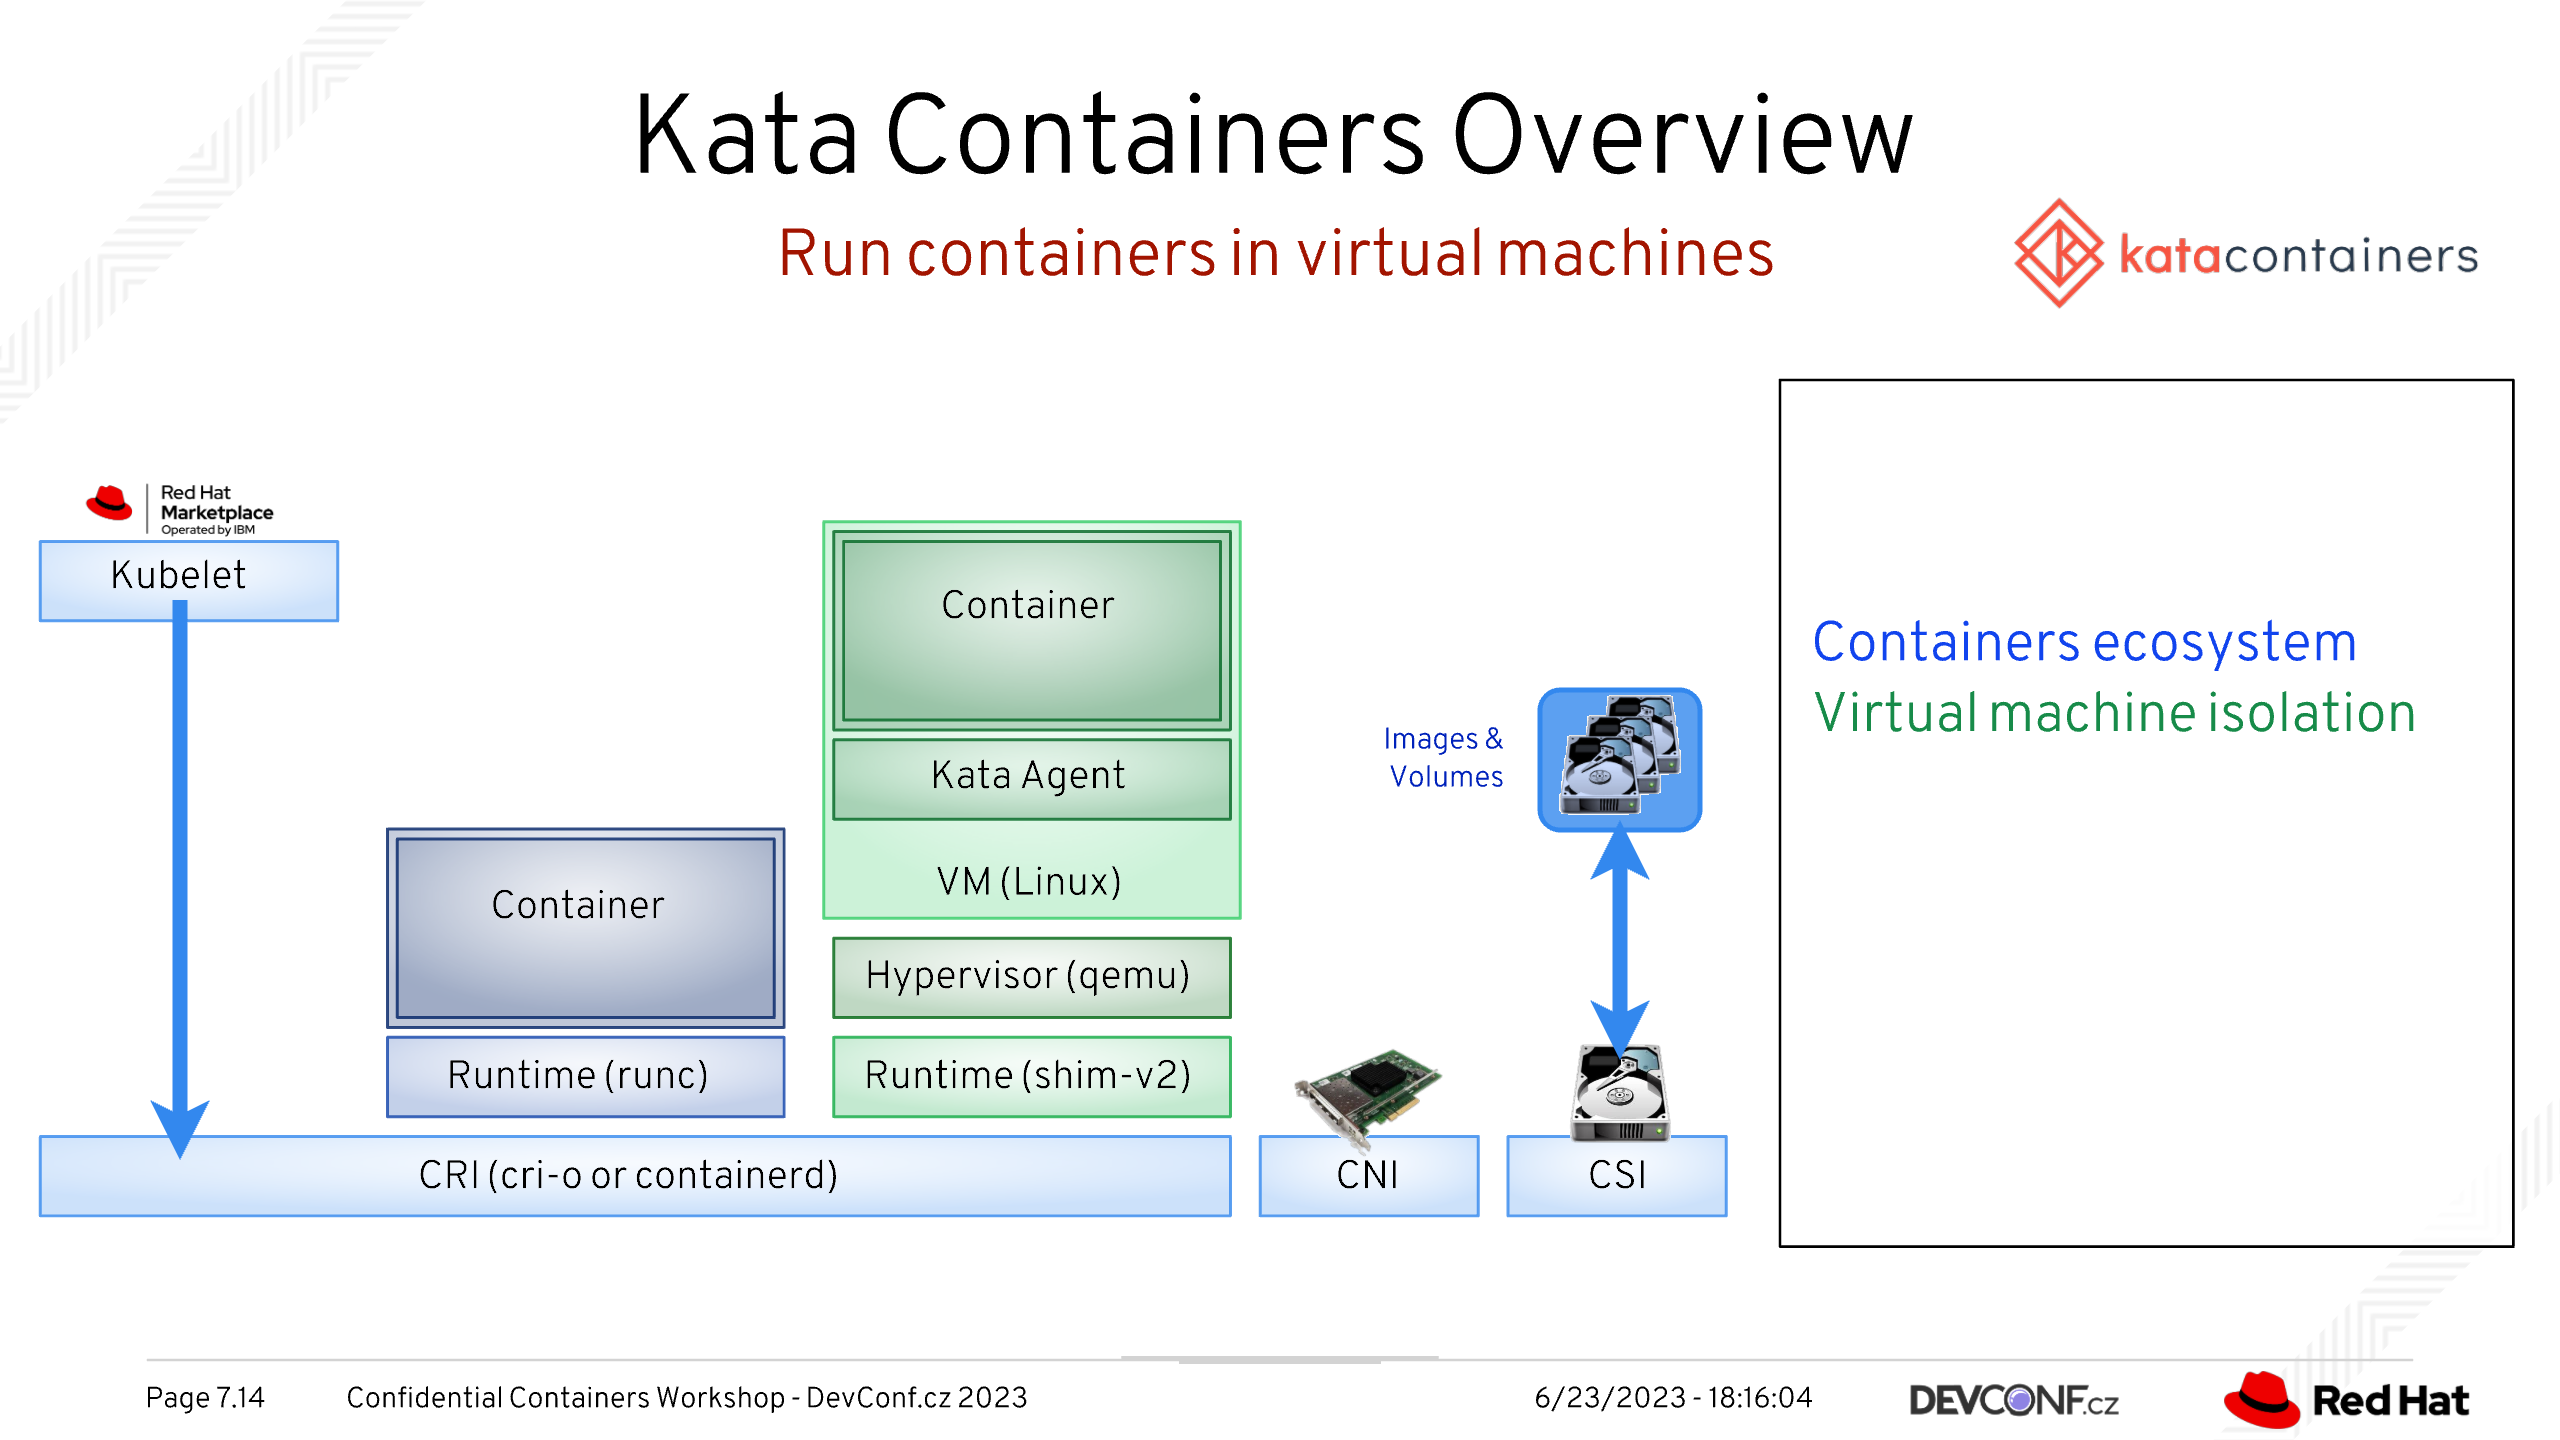 Kata Containers Overview
Run containers in virtual machines
katacontainers
Red Hat
Marketplace
Operated by IBM
Kubelet
Container
Kata Agent
VM (Linux)
Hypervisor (qemu)
Runtime (shim-v2)
Container
Runtime (runc)
CRI (cri-o or containerd)
CNI
CSI
Images &
Volumes
Containers ecosystem
Virtual machine isolation
Page 7.14
Confidential Containers Workshop - DevConf.cz 2023
6/23/2023 - 18:16:04
DEVCONF.cz
Red Hat